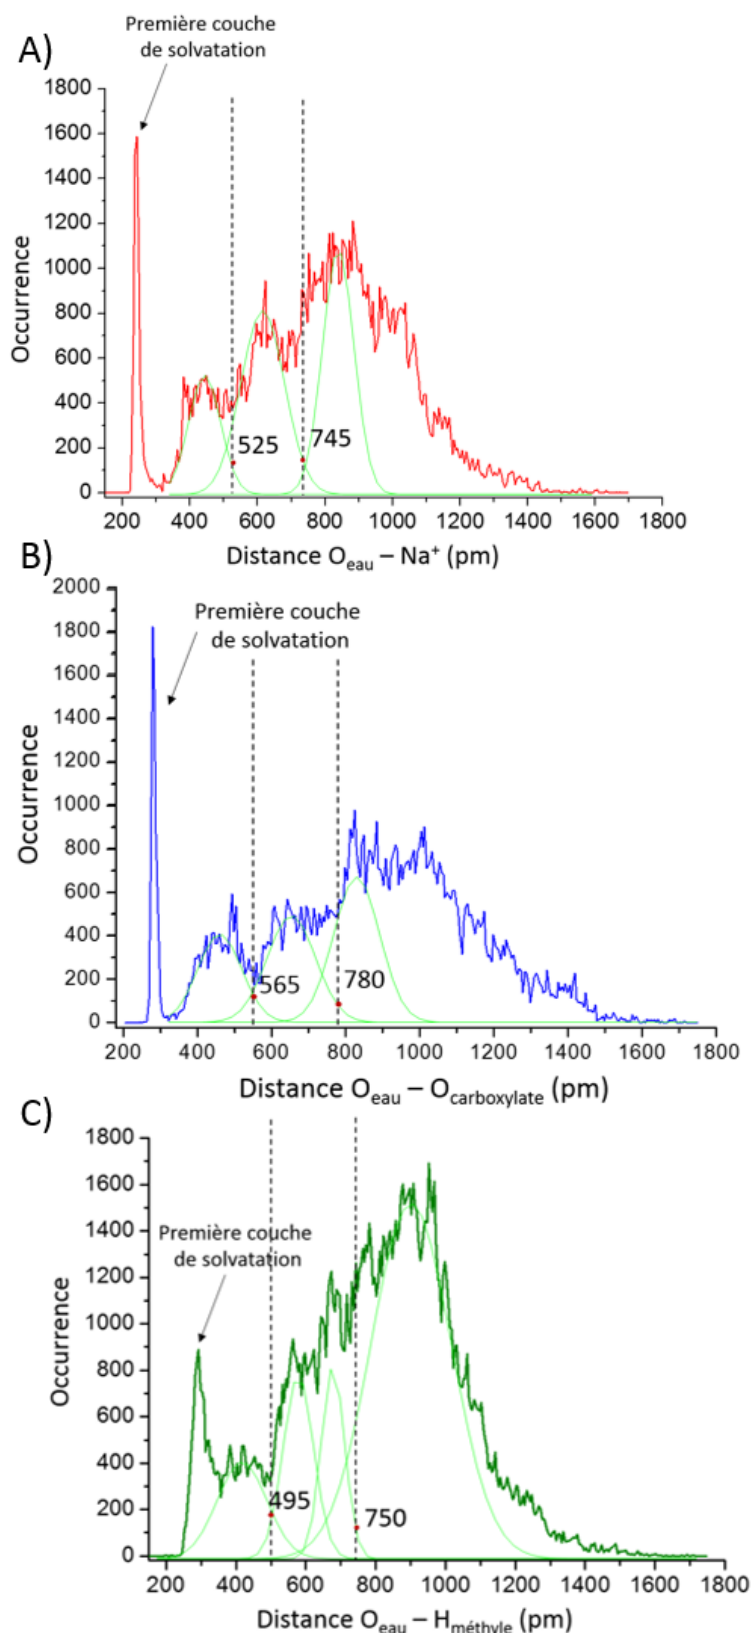 A)
Première couche
de solvatation
1800
1600
1400
1200
1000
800
600
400
200
0
Occurrence
525
745
200 400 600 800 1000 1200 1400 1600 1800
Distance Oeau – Na⁺ (pm)
B)
Première couche
de solvatation
2000
1800
1600
1400
1200
1000
800
600
400
200
0
Occurrence
565
780
200 400 600 800 1000 1200 1400 1600 1800
Distance Oeau – Ocarboxylate (pm)
C)
Première couche
de solvatation
1800
1600
1400
1200
1000
800
600
400
200
0
Occurrence
495
750
200 400 600 800 1000 1200 1400 1600 1800
Distance Oeau – Hméthyle (pm)